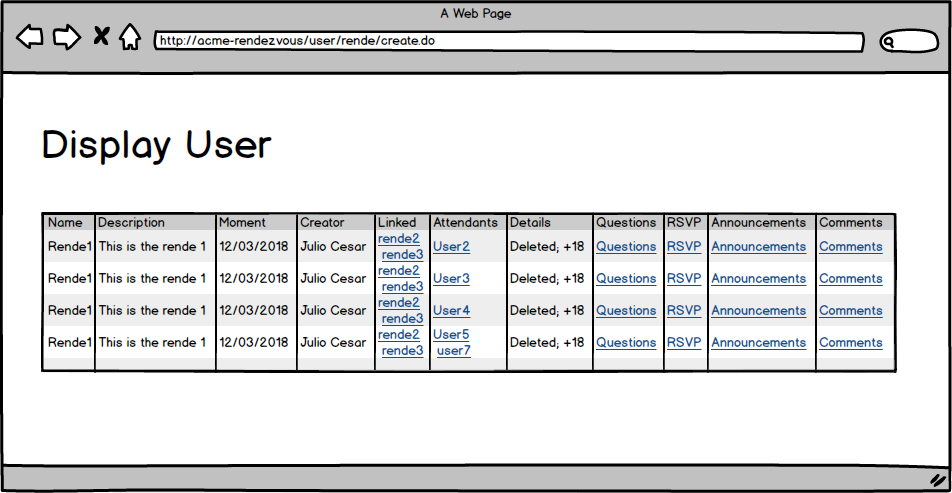 A Web Page
http://acme-rendezvous/user/rende/create.do
Display User
Name Description Moment Creator Linked Attendants Details Questions RSVP Announcements Comments
Rende1 This is the rende 1 12/03/2018 Julio Cesar rende2 rende3 User2 Deleted; +18 Questions RSVP Announcements Comments
Rende1 This is the rende 1 12/03/2018 Julio Cesar rende2 rende3 User3 Deleted; +18 Questions RSVP Announcements Comments
Rende1 This is the rende 1 12/03/2018 Julio Cesar rende2 rende3 User4 Deleted; +18 Questions RSVP Announcements Comments
Rende1 This is the rende 1 12/03/2018 Julio Cesar rende2 rende3 User5 user7 Deleted; +18 Questions RSVP Announcements Comments